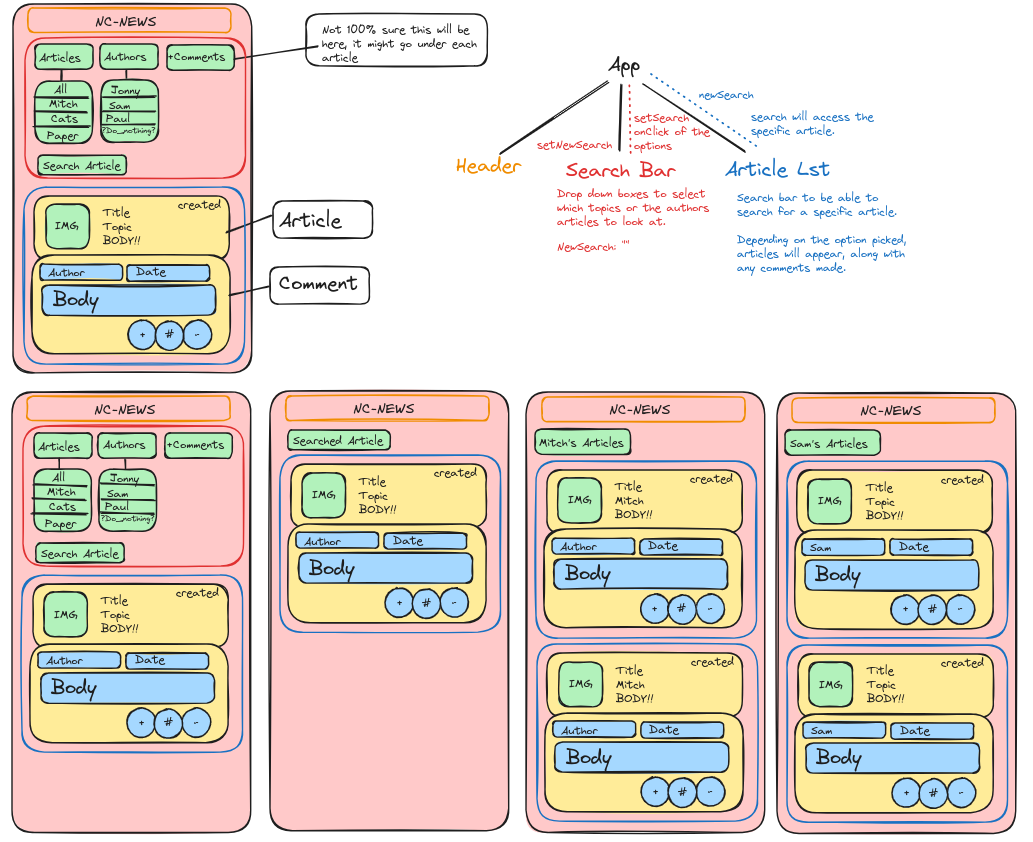 NC-NEWS
Articles
Authors
+Comments
All
Mitch
Cats
Paper
Jonny
Sam
Paul
?Do_nothing?
Search Article
Not 100% sure this will be
here, it might go under each
article
IMG
Title
Topic
BODY!!
created
Author
Date
Body
+
#
-
Article
Comment
App
newSearch
setSearch
onClick of the
options
setNewSearch
search will access the
specific article.
Header
Search Bar
Article Lst
Drop down boxes to select
which topics or the authors
articles to look at.
NewSearch: ""
Search bar to be able to
search for a specific article.
Depending on the option picked,
articles will appear, along with
any comments made.
NC-NEWS
Articles
Authors
+Comments
All
Mitch
Cats
Paper
Jonny
Sam
Paul
?Do_nothing?
Search Article
IMG
Title
Topic
BODY!!
created
Author
Date
Body
+
#
-
NC-NEWS
Searched Article
IMG
Title
Topic
BODY!!
created
Author
Date
Body
+
#
-
NC-NEWS
Mitch's Articles
IMG
Title
Mitch
BODY!!
created
Author
Date
Body
+
#
-
IMG
Title
Mitch
BODY!!
created
Author
Date
Body
+
#
-
NC-NEWS
Sam's Articles
IMG
Title
Topic
BODY!!
created
Sam
Date
Body
+
#
-
IMG
Title
Topic
BODY!!
created
Sam
Date
Body
+
#
-